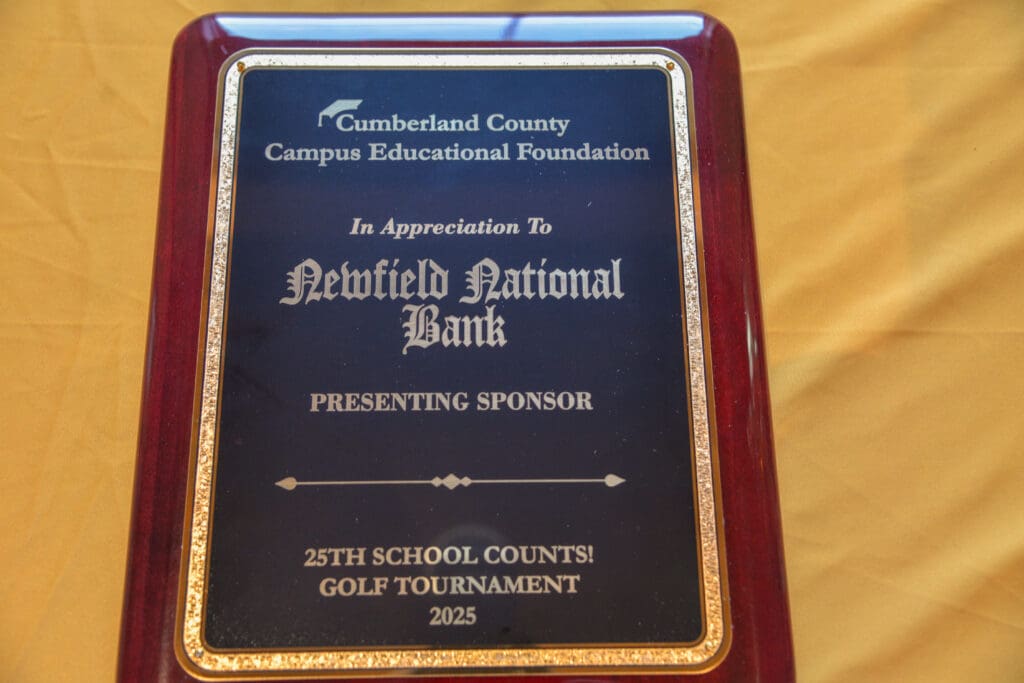 Cumberland County
Campus Educational Foundation
In Appreciation To
Newfield National
Bank
PRESENTING SPONSOR
25TH SCHOOL COUNTS!
GOLF TOURNAMENT
2025